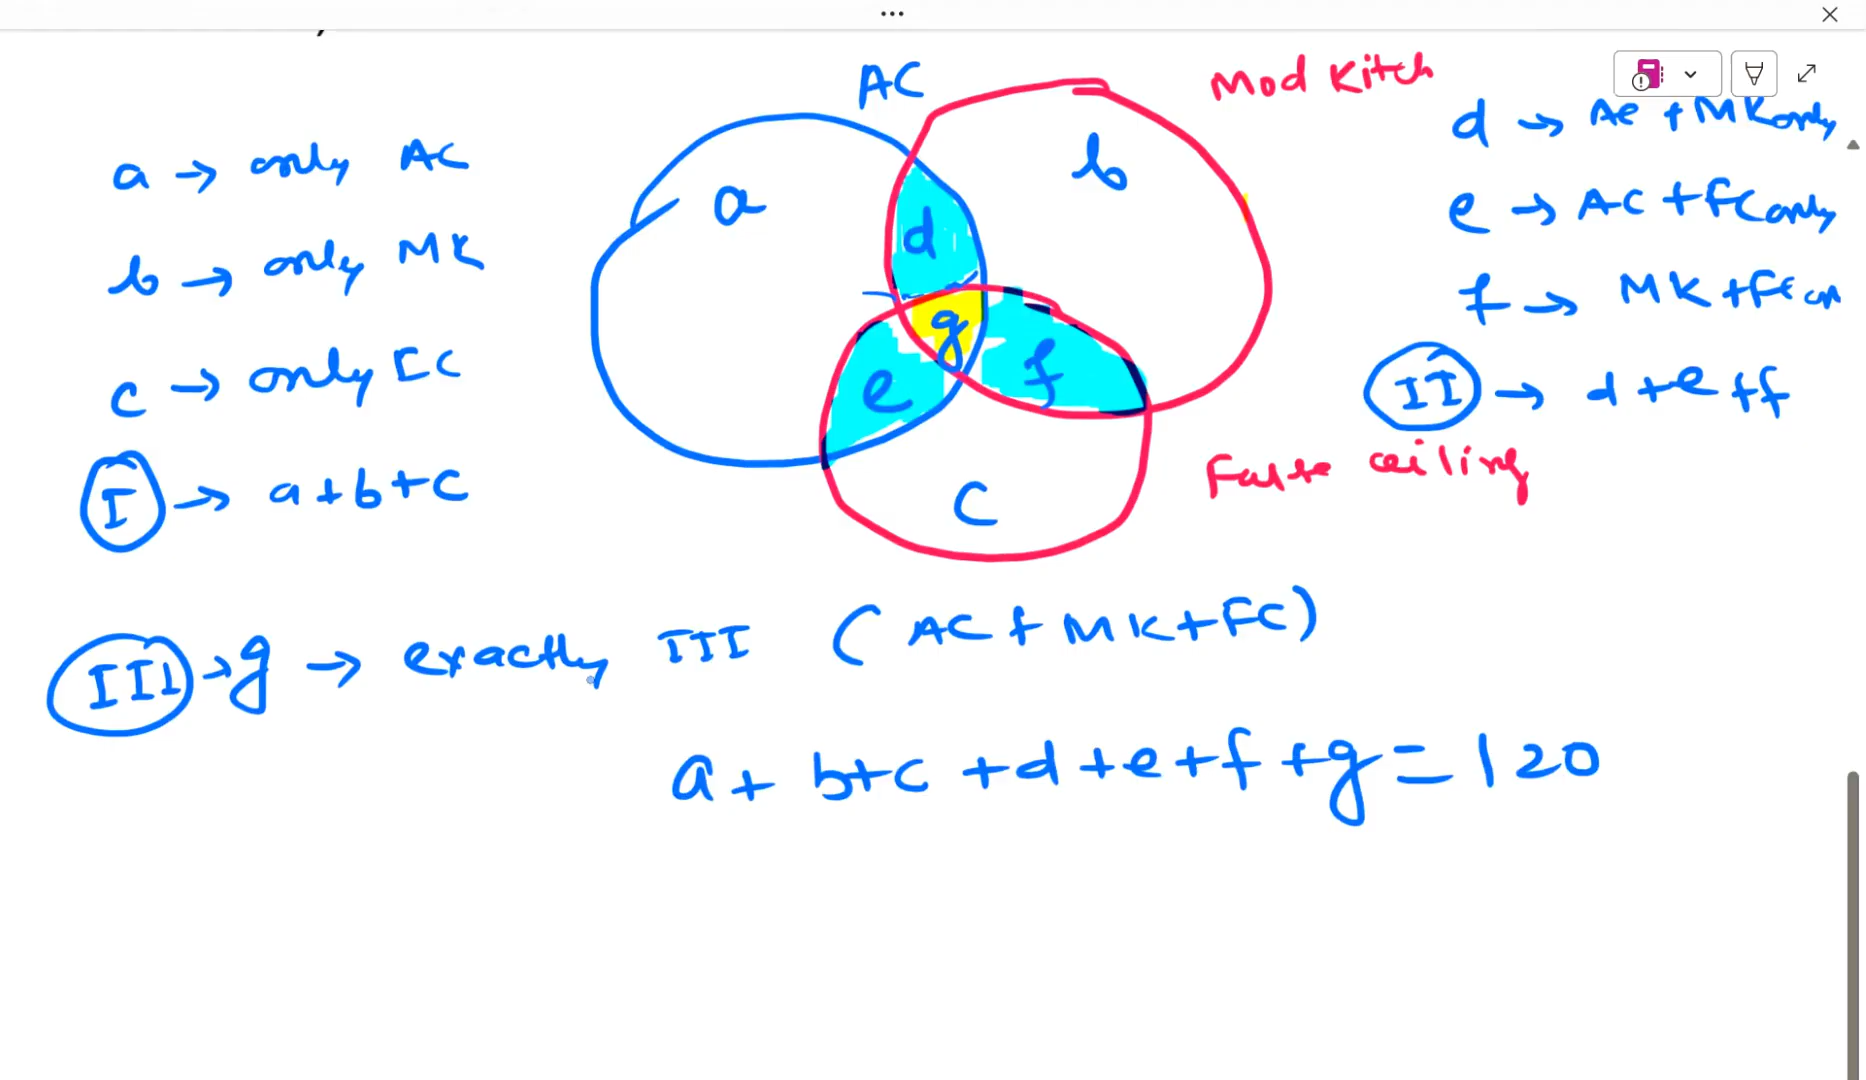 AC
Mod Kitch
a → only AC
b → only MK
c → only FC
I → a+b+c
a
b
d
g
e
f
C
d → AC + MK only
e → AC + FC only
f → MK + FC on
II → d+e+f
False ceiling
III → g → exactly III (AC + MK + FC)
a + b + c + d + e + f + g = 120